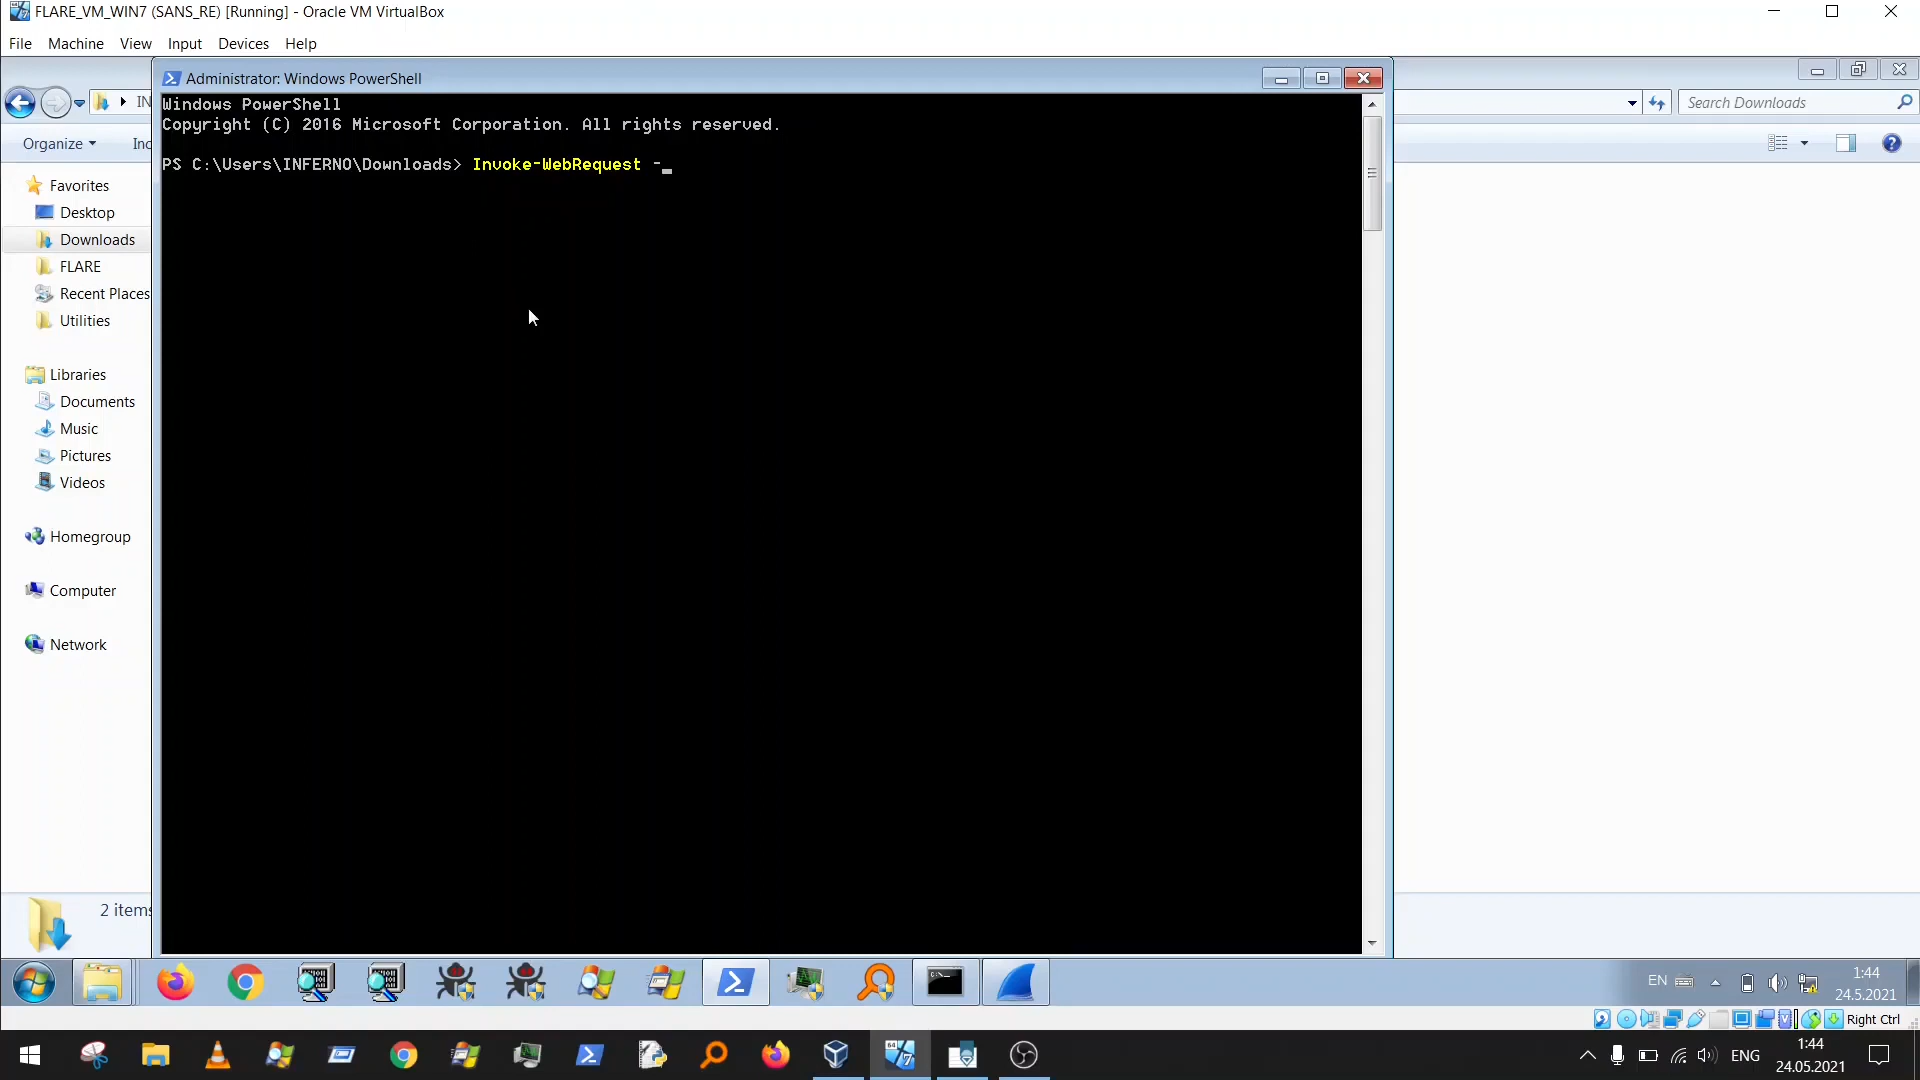 FLARE_VM_WIN7 (SANS_RE) [Running] - Oracle VM VirtualBox
File Machine View Input Devices Help
Administrator: Windows PowerShell
IN
Search Downloads
Windows PowerShell
Copyright (C) 2016 Microsoft Corporation. All rights reserved.
Organize
Inc
PS C:\Users\INFERNO\Downloads> Invoke-WebRequest -_
Favorites
Desktop
Downloads
FLARE
Recent Places
Utilities
Libraries
Documents
Music
Pictures
Videos
Homegroup
Computer
Network
2 items
EN
1:44
24.5.2021
Right Ctrl
ENG
1:44
24.05.2021